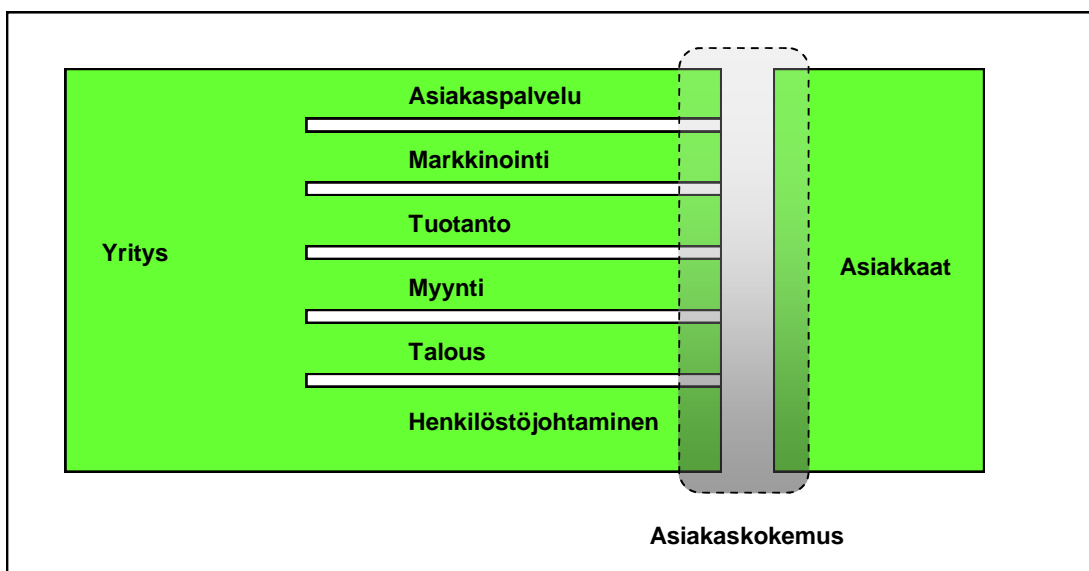 Yritys
Asiakaspalvelu
Markkinointi
Tuotanto
Myynti
Talous
Henkilöstöjohtaminen
Asiakkaat
Asiakaskokemus